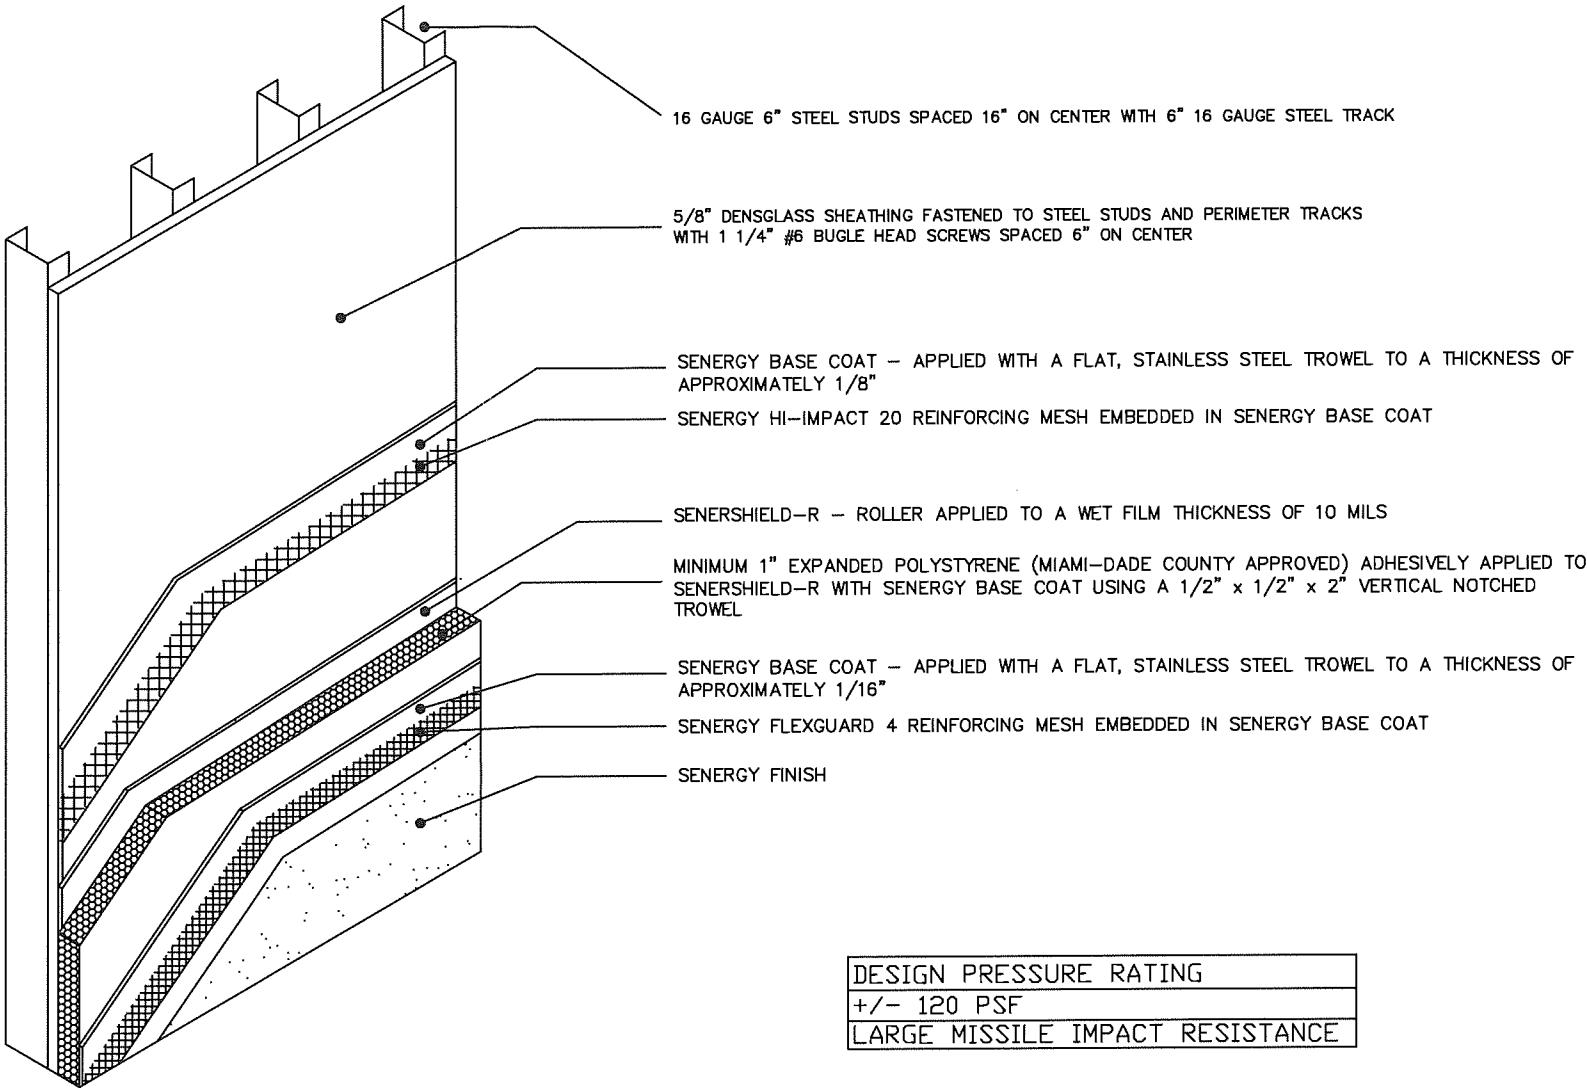 16 GAUGE 6" STEEL STUDS SPACED 16" ON CENTER WITH 6" 16 GAUGE STEEL TRACK
5/8" DENSGLASS SHEATHING FASTENED TO STEEL STUDS AND PERIMETER TRACKS
WITH 1 1/4" #6 BUGLE HEAD SCREWS SPACED 6" ON CENTER
SENERGY BASE COAT – APPLIED WITH A FLAT, STAINLESS STEEL TROWEL TO A THICKNESS OF
APPROXIMATELY 1/8"
SENERGY HI-IMPACT 20 REINFORCING MESH EMBEDDED IN SENERGY BASE COAT
SENERSHIELD-R – ROLLER APPLIED TO A WET FILM THICKNESS OF 10 MILS
MINIMUM 1" EXPANDED POLYSTYRENE (MIAMI-DADE COUNTY APPROVED) ADHESIVELY APPLIED TO
SENERSHIELD-R WITH SENERGY BASE COAT USING A 1/2" x 1/2" x 2" VERTICAL NOTCHED
TROWEL
SENERGY BASE COAT – APPLIED WITH A FLAT, STAINLESS STEEL TROWEL TO A THICKNESS OF
APPROXIMATELY 1/16"
SENERGY FLEXGUARD 4 REINFORCING MESH EMBEDDED IN SENERGY BASE COAT
SENERGY FINISH
DESIGN PRESSURE RATING
+/- 120 PSF
LARGE MISSILE IMPACT RESISTANCE